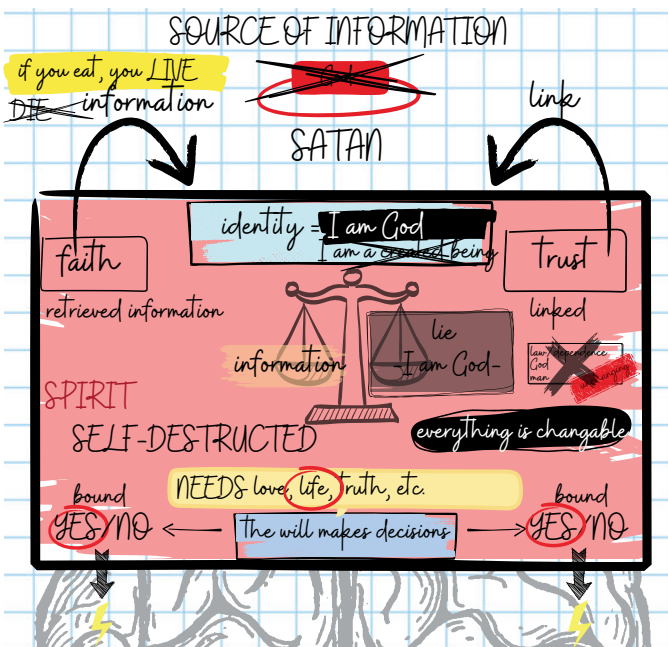 SOURCE OF INFORMATION
if you eat, you LIVE
God
DIE
information
link
SATAN
identity = I am God
I am a created being
faith
trust
retrieved information
linked
lie
information
-I am God-
law/dependence
God
man
unchanging
SPIRIT
SELF-DESTRUCTED
everything is changable
NEEDS love, life, truth, etc.
bound
bound
YES/NO
The will makes decisions
YES/NO